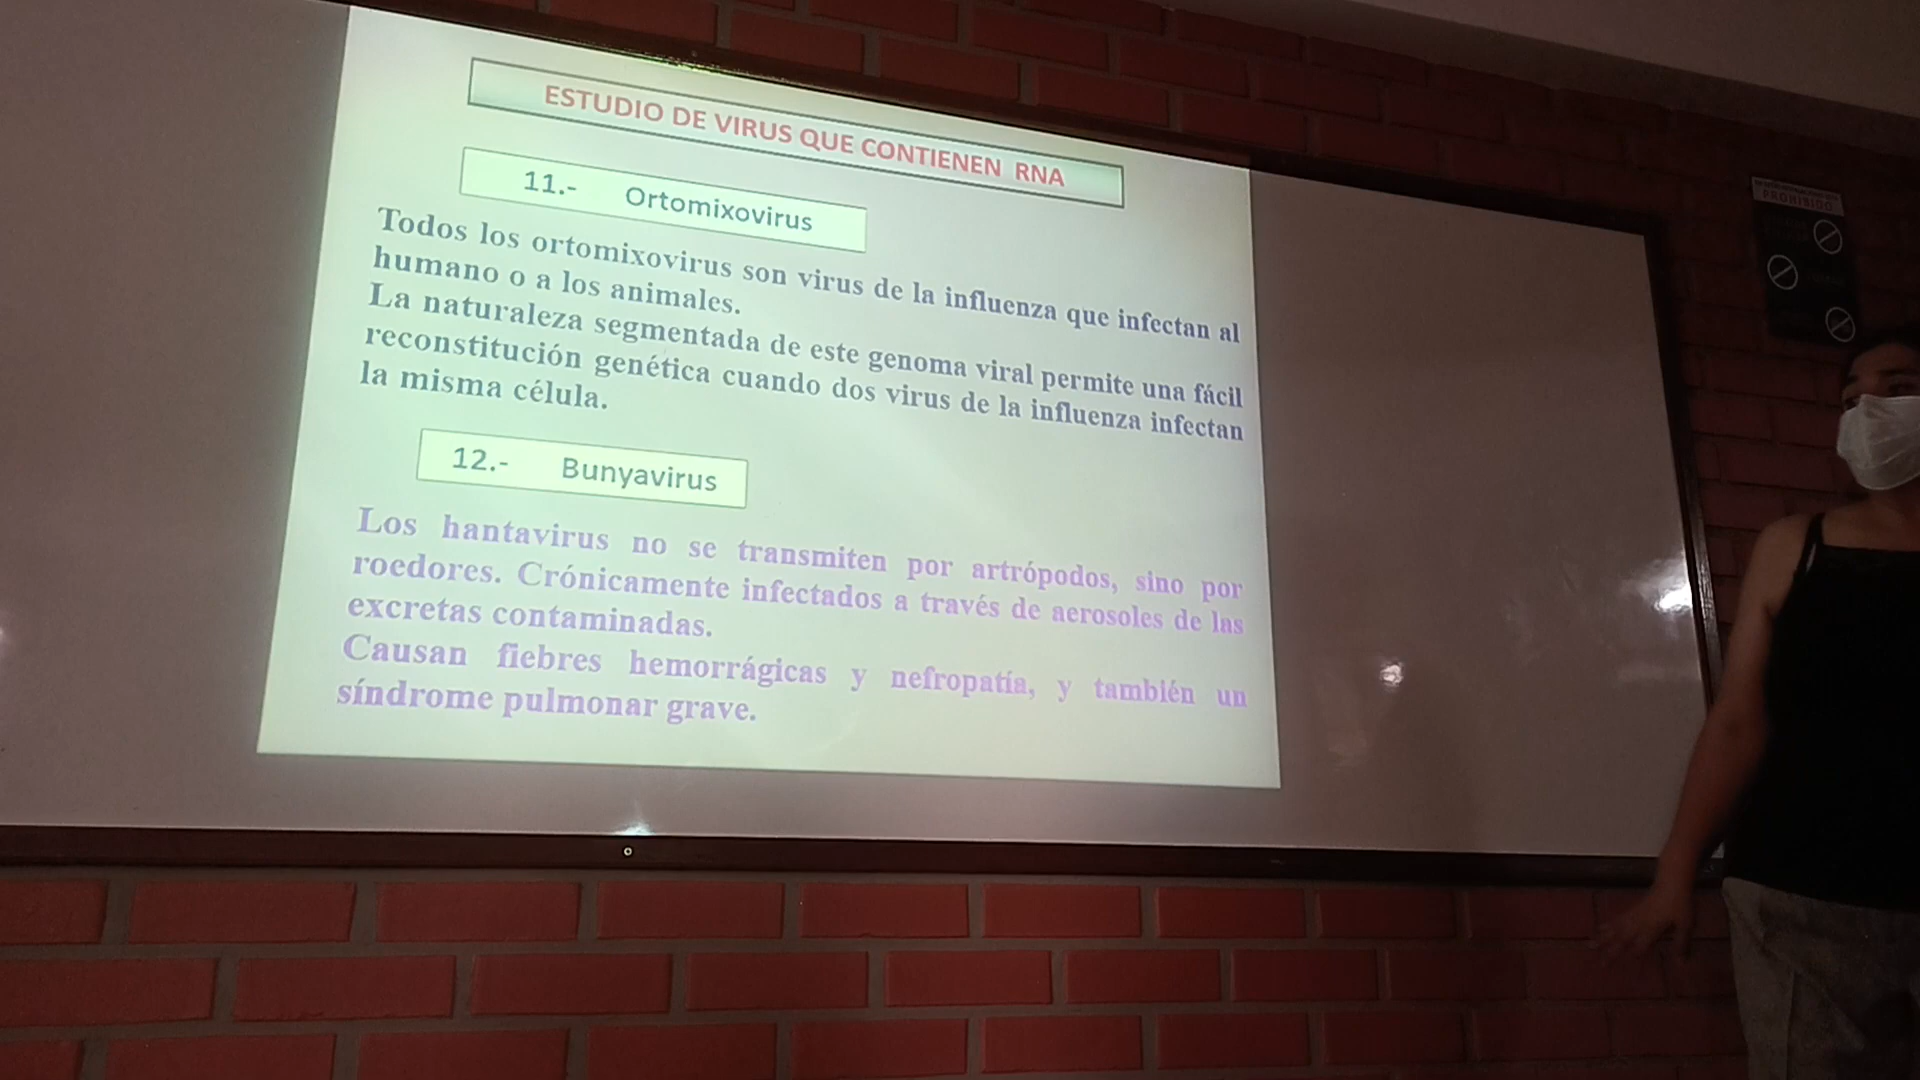 ESTUDIO DE VIRUS QUE CONTIENEN RNA
11.- Ortomixovirus
Todos los ortomixovirus son virus de la influenza que infectan al
humano o a los animales.
La naturaleza segmentada de este genoma viral permite una fácil
reconstitución genética cuando dos virus de la influenza infectan
la misma célula.
12.- Bunyavirus
Los hantavirus no se transmiten por artrópodos, sino por
roedores. Crónicamente infectados a través de aerosoles de las
excretas contaminadas.
Causan fiebres hemorrágicas y nefropatía, y también un
síndrome pulmonar grave.
PROHIBIDO